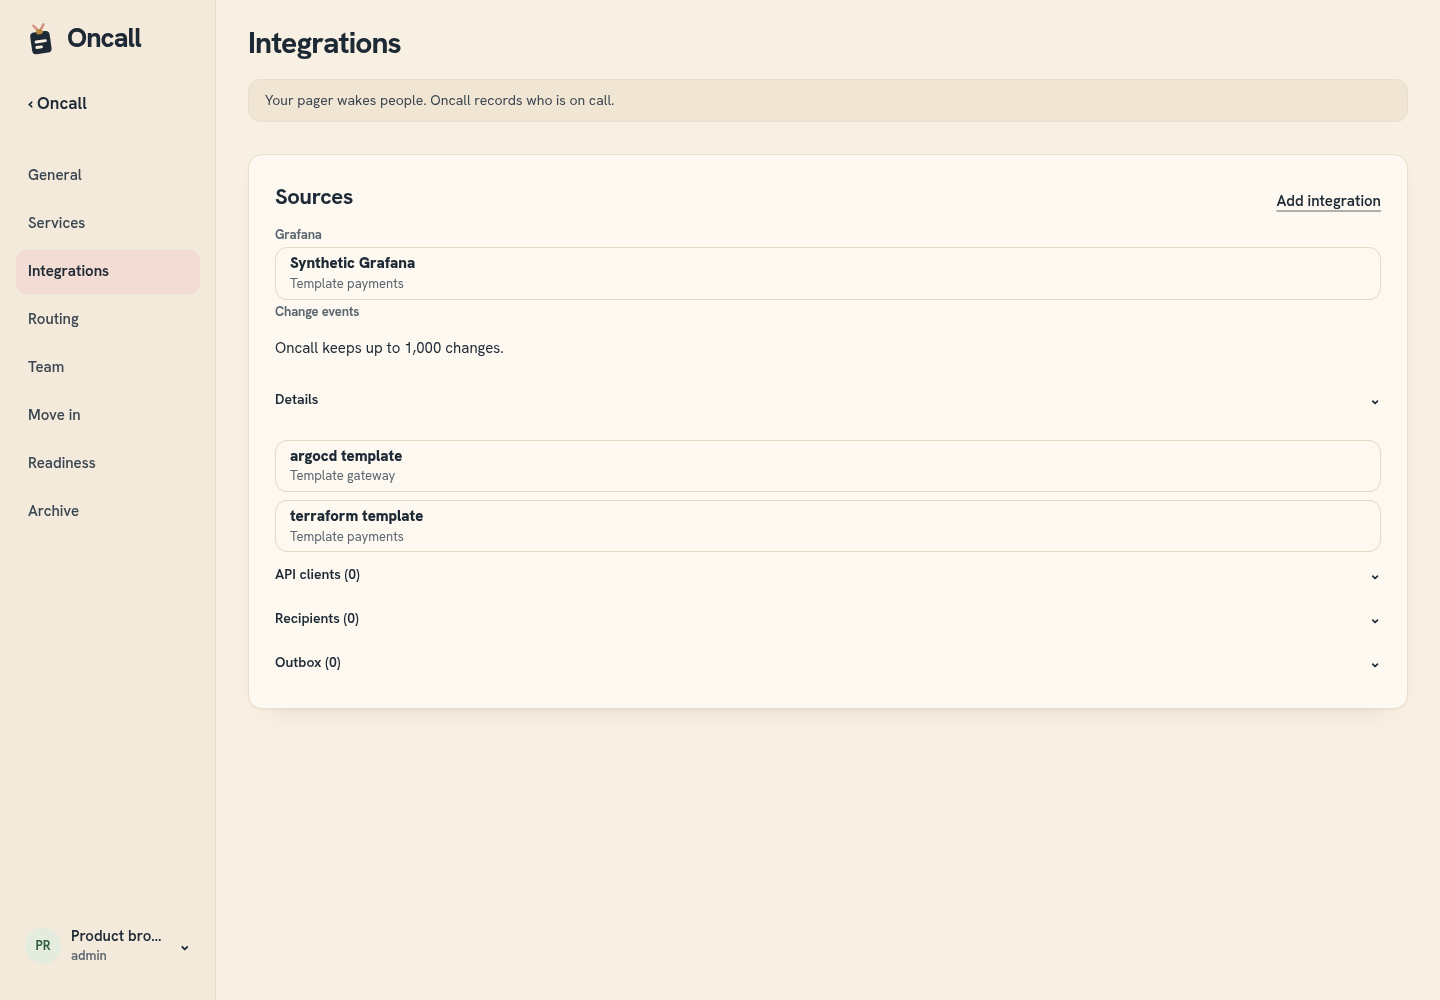 Oncall
‹ Oncall
General
Services
Integrations
Routing
Team
Move in
Readiness
Archive
PR
Product bro...
admin
Integrations
Your pager wakes people. Oncall records who is on call.
Sources
Add integration
Grafana
Synthetic Grafana
Template payments
Change events
Oncall keeps up to 1,000 changes.
Details
argocd template
Template gateway
terraform template
Template payments
API clients (0)
Recipients (0)
Outbox (0)